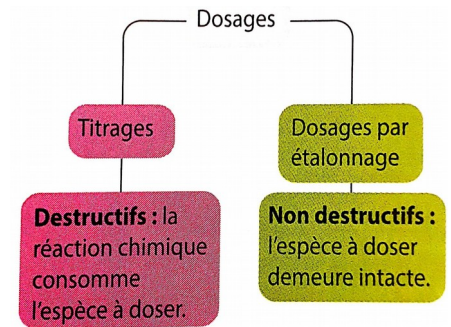 Dosages
Titrages
Dosages par
étalonnage
Destructifs : la
réaction chimique
consomme
l'espèce à doser.
Non destructifs :
l'espèce à doser
demeure intacte.